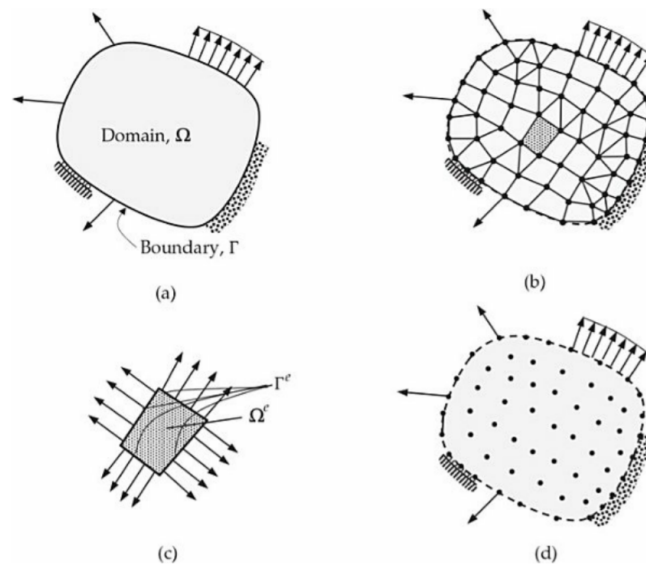 Domain, Ω
Boundary, Γ
(a)
(b)
Γᵉ
Ωᵉ
(c)
(d)